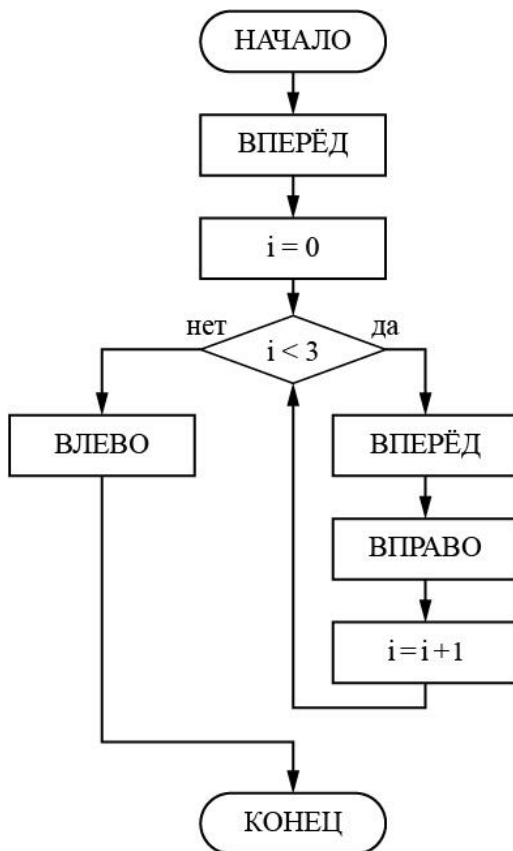 НАЧАЛО
ВПЕРЁД
i = 0
нет
да
i < 3
ВЛЕВО
ВПЕРЁД
ВПРАВО
i = i + 1
КОНЕЦ